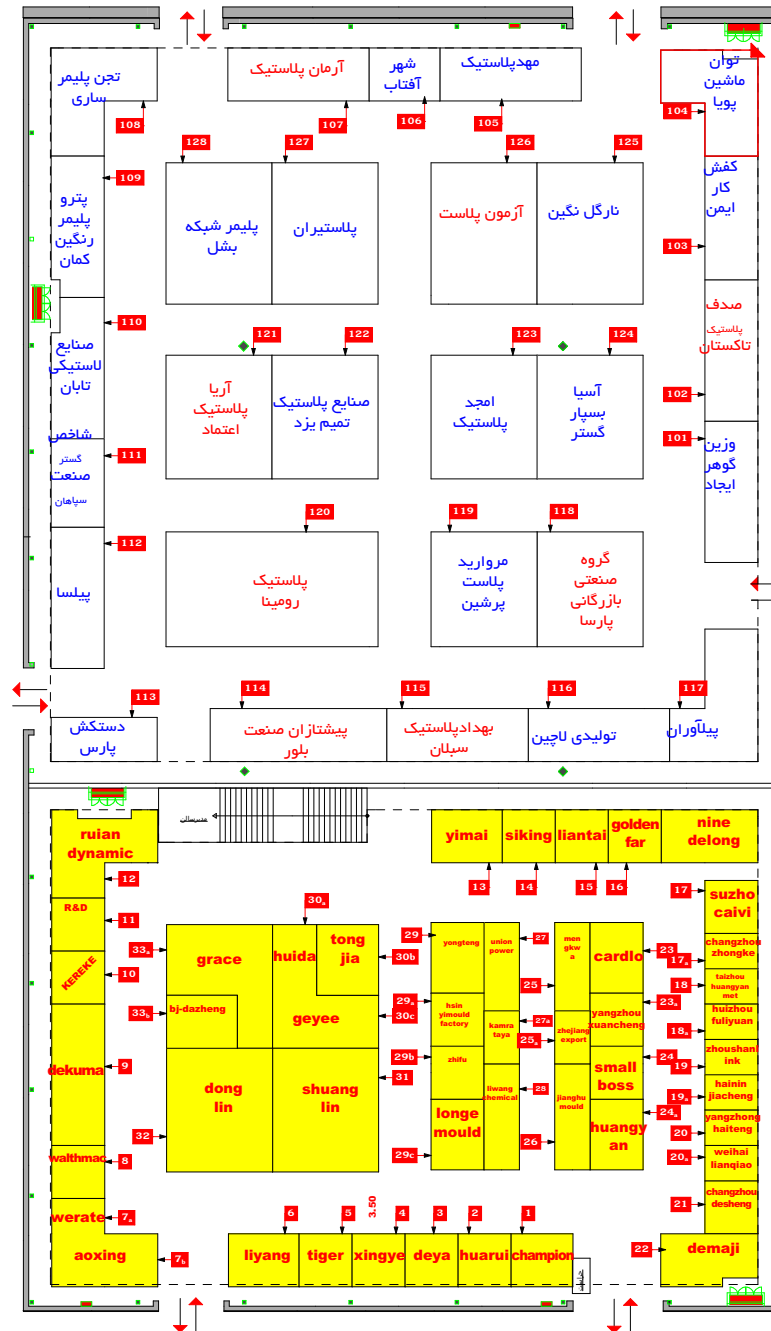 تجن پلیمر
ساری
108
آرمان پلاستیک
107
شهر
آفتاب
106
مهدپلاستیک
105
توان
ماشین
پویا
104
128
127
126
125
109
پترو
پلیمر
رنگین
کمان
پلیمر شبکه
بشل
پلاستیران
آزمون پلاست
نارگل نگین
کفش
کار
ایمن
103
110
صنایع
لاستیکی
تابان
121
122
123
124
آریا
پلاستیک
اعتماد
صنایع پلاستیک
تمیم یزد
امجد
پلاستیک
آسیا
بسپار
گستر
صدف
پلاستیک
تاکستان
102
101
شاخص
گستر
صنعت
سپاهان
111
وزین
گوهر
ایجاد
112
پیلسا
120
119
118
پلاستیک
رومینا
مروارید
پلاست
پرشین
گروه
صنعتی
بازرگانی
پارسا
113
114
115
116
117
دستکش
پارس
پیشتازان صنعت
بلور
بهدادپلاستیک
سبلان
تولیدی لاچین
پیلآوران
ruian
dynamic
12
yimai
siking
liantai
golden
far
nine
delong
13
14
15
16
R&D
11
KEREKE
10
dekuma
9
walthmac
8
werate
7a
aoxing
7b
30a
33a
grace
huida
tong
jia
30b
33b
bj-dazheng
geyee
30c
dong
lin
shuang
lin
31
32
29
yongteng
union
power
27
29a
hsin
yimould
factory
kamra
taya
27a
29b
zhifu
liwang
chemical
28
longe
mould
29c
men
gkw
a
25
cardlo
23
zhejiang
export
25a
yangzhou
xuancheng
23a
jianghu
mould
26
small
boss
24
huangy
an
24a
17
suzho
caivi
changzhou
zhongke
17a
taizhou
huangyan
met
18
huizhou
fuliyuan
18a
zhoushanl
ink
19
hainin
jiacheng
19a
yangzhong
haiteng
20
weihai
lianqiao
20a
changzhou
desheng
21
demaji
22
6
5
3.50
4
3
2
1
liyang
tiger
xingye
deya
huarui
champion